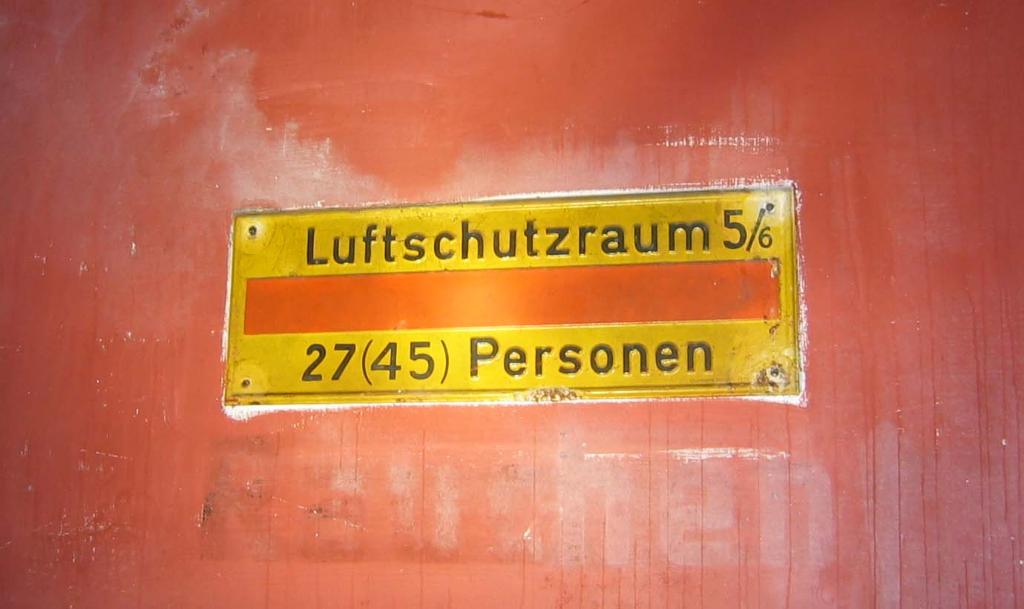 Luftschutzraum 5/6
27(45) Personen